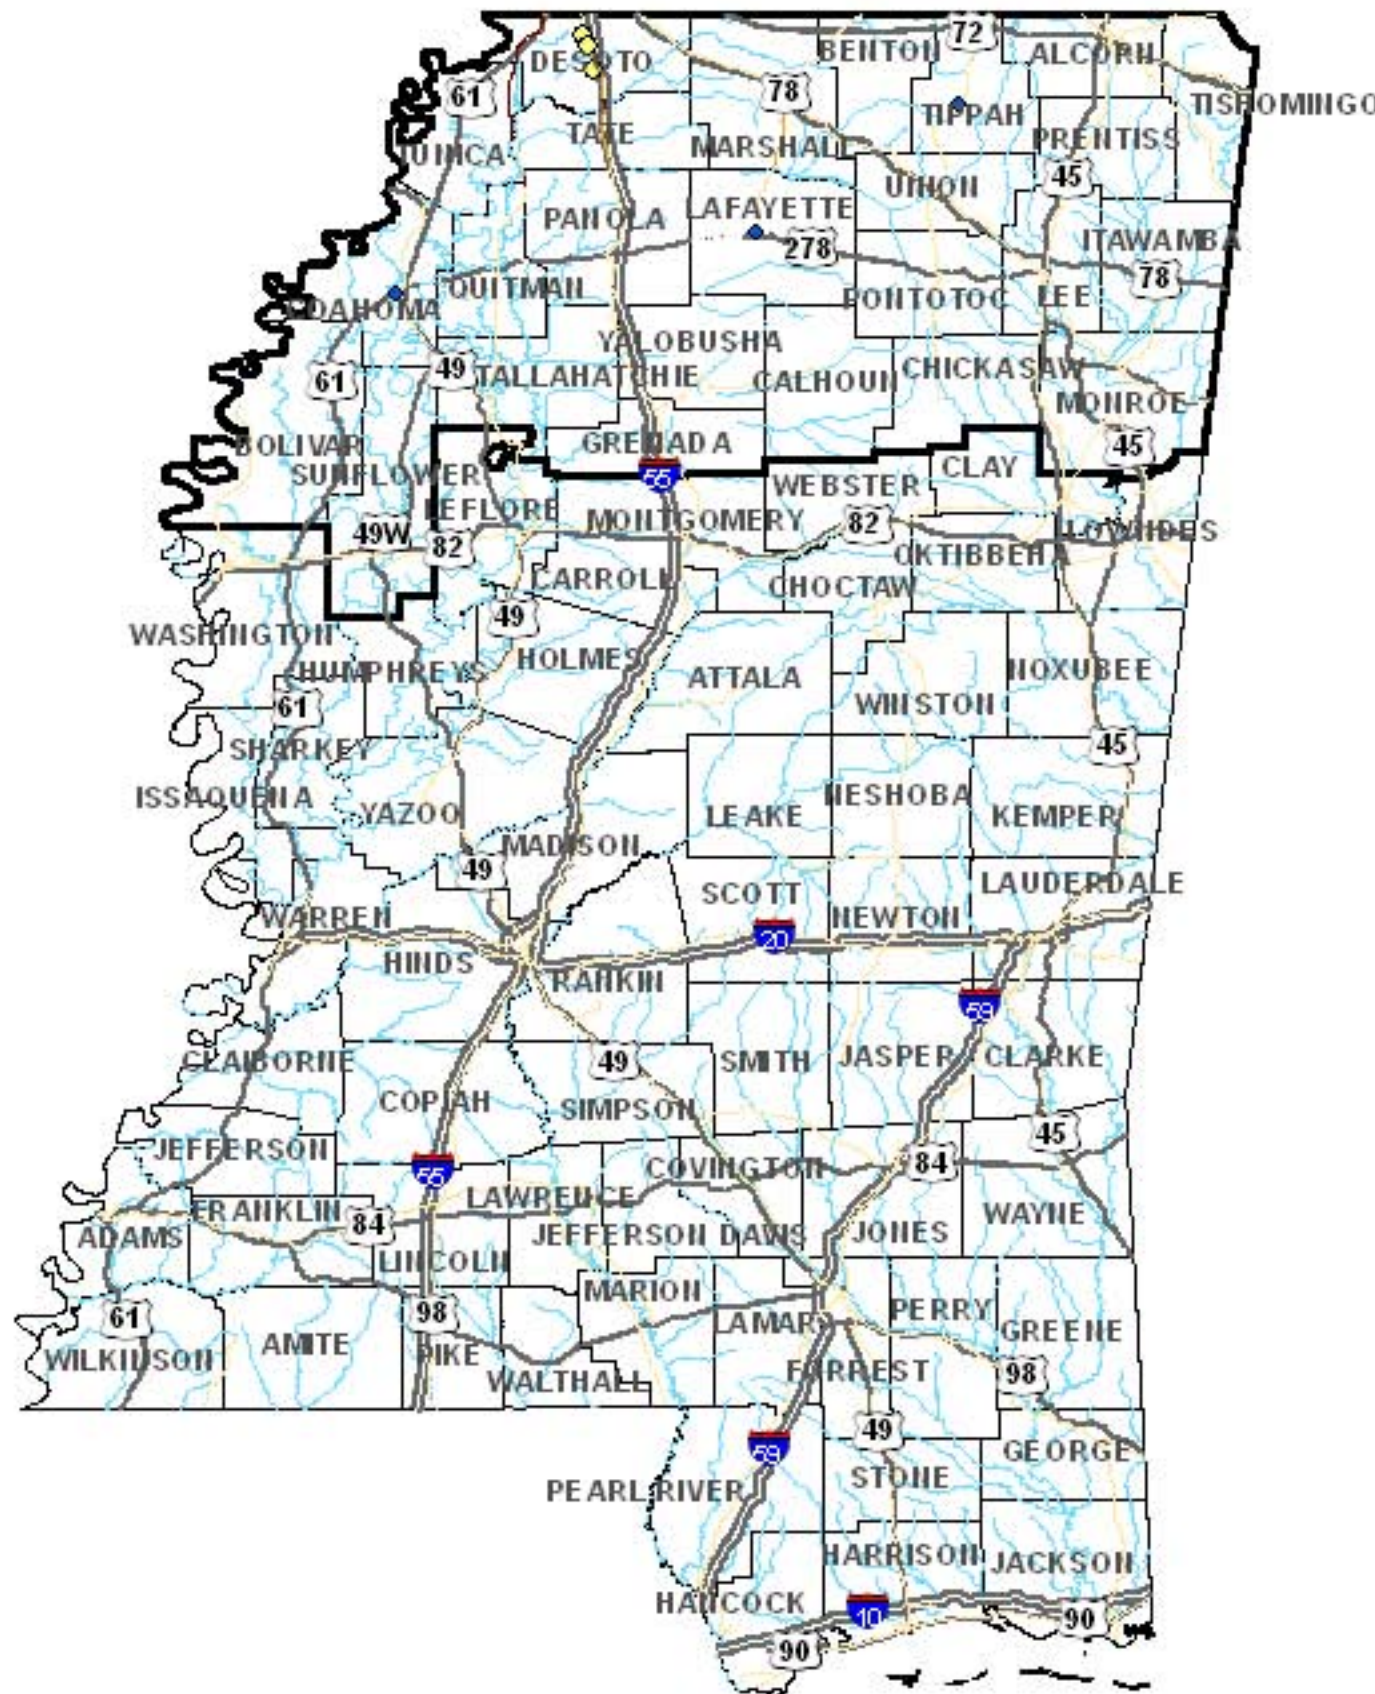 72
BENTON
ALCORN
DESOTO
61
78
TISHOMINGO
TIPPAH
TATE
PRENTISS
MARSHALL
TUNICA
45
UNION
LAFAYETTE
PANOLA
ITAWAMBA
278
78
QUITMAN
PONTOTOC
LEE
COAHOMA
YALOBUSHA
49
CHICKASAW
61
TALLAHATCHIE
CALHOUN
MONROE
BOLIVAR
GRENADA
45
CLAY
SUNFLOWER
55
WEBSTER
LEFLORE
MONTGOMERY
82
49W
LOWNDES
82
OKTIBBEHA
CARROLL
CHOCTAW
49
WASHINGTON
HOLMES
HUMPHREYS
ATTALA
NOXUBEE
61
WINSTON
SHARKEY
45
ISSAQUENA
NESHOBA
YAZOO
LEAKE
KEMPER
MADISON
49
SCOTT
LAUDERDALE
WARREN
NEWTON
20
HINDS
RANKIN
59
CLAIBORNE
49
SMITH
JASPER
CLARKE
COPIAH
SIMPSON
45
JEFFERSON
55
COVINGTON
84
LAWRENCE
FRANKLIN
84
WAYNE
ADAMS
JEFFERSON DAVIS
JONES
LINCOLN
MARION
61
98
PERRY
LAMAR
GREENE
AMITE
WILKINSON
PIKE
FORREST
98
WALTHALL
49
59
GEORGE
STONE
PEARL RIVER
HARRISON
JACKSON
HANCOCK
10
90
90